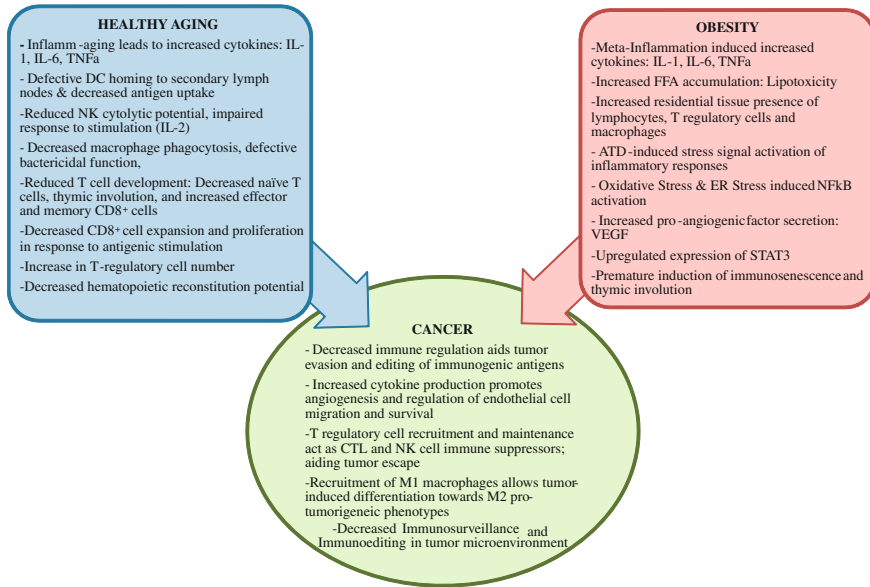 HEALTHY AGING
- Inflamm-aging leads to increased cytokines: IL-
1, IL-6, TNFa
- Defective DC homing to secondary lymph
nodes & decreased antigen uptake
-Reduced NK cytolytic potential, impaired
response to stimulation (IL-2)
- Decreased macrophage phagocytosis, defective
bactericidal function,
-Reduced T cell development: Decreased naïve T
cells, thymic involution, and increased effector
and memory CD8+ cells
-Decreased CD8+ cell expansion and proliferation
in response to antigenic stimulation
-Increase in T-regulatory cell number
-Decreased hematopoietic reconstitution potential
OBESITY
-Meta-Inflammation induced increased
cytokines: IL-1, IL-6, TNFa
-Increased FFA accumulation: Lipotoxicity
-Increased residential tissue presence of
lymphocytes, T regulatory cells and
macrophages
- ATD-induced stress signal activation of
inflammatory responses
- Oxidative Stress & ER Stress induced NFkB
activation
- Increased pro-angiogenic factor secretion:
VEGF
-Upregulated expression of STAT3
-Premature induction of immunosenescence and
thymic involution
CANCER
- Decreased immune regulation aids tumor
evasion and editing of immunogenic antigens
- Increased cytokine production promotes
angiogenesis and regulation of endothelial cell
migration and survival
-T regulatory cell recruitment and maintenance
act as CTL and NK cell immune suppressors;
aiding tumor escape
-Recruitment of M1 macrophages allows tumor-
induced differentiation towards M2 pro-
tumorigeneic phenotypes
-Decreased Immunosurveillance and
Immunoediting in tumor microenvironment